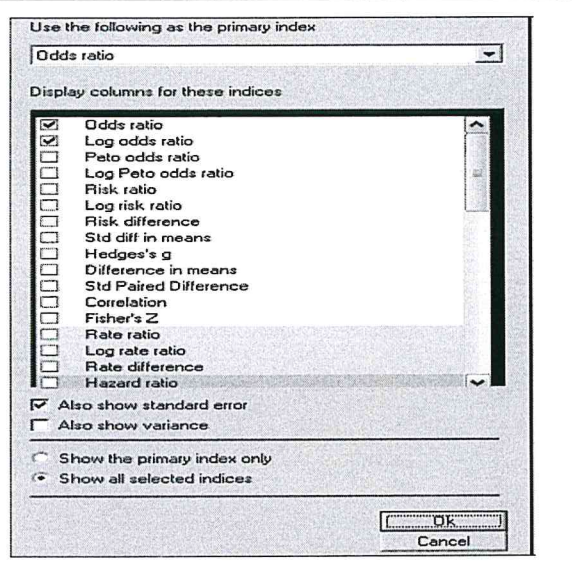 Use the following as the primary index
Odds ratio
Display columns for these indices
Odds ratio
Log odds ratio
Peto odds ratio
Log Peto odds ratio
Risk ratio
Log risk ratio
Risk difference
Std diff in means
Hedges's g
Difference in means
Std Paired Difference
Correlation
Fisher's Z
Rate ratio
Log rate ratio
Rate difference
Hazard ratio
Also show standard error
Also show variance
Show the primary index only
Show all selected indices
Ok
Cancel